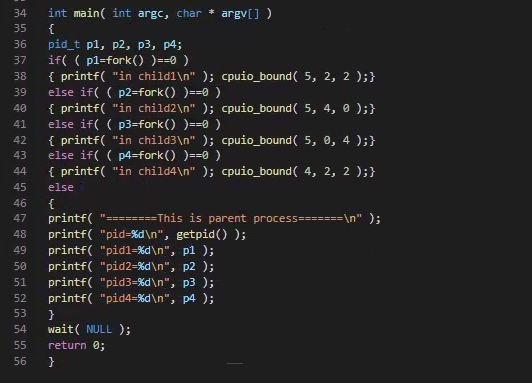 34 int main( int argc, char * argv[] )
35 {
36 pid_t p1, p2, p3, p4;
37 if( ( p1=fork() )==0 )
38 { printf( "in child1\n" ); cpuio_bound( 5, 2, 2 );}
39 else if( ( p2=fork() )==0 )
40 { printf( "in child2\n" ); cpuio_bound( 5, 4, 0 );}
41 else if( ( p3=fork() )==0 )
42 { printf( "in child3\n" ); cpuio_bound( 5, 0, 4 );}
43 else if( ( p4=fork() )==0 )
44 { printf( "in child4\n" ); cpuio_bound( 4, 2, 2 );}
45 else
46 {
47 printf( "========This is parent process=======\n" );
48 printf( "pid=%d\n", getpid() );
49 printf( "pid1=%d\n", p1 );
50 printf( "pid2=%d\n", p2 );
51 printf( "pid3=%d\n", p3 );
52 printf( "pid4=%d\n", p4 );
53 }
54 wait( NULL );
55 return 0;
56 }